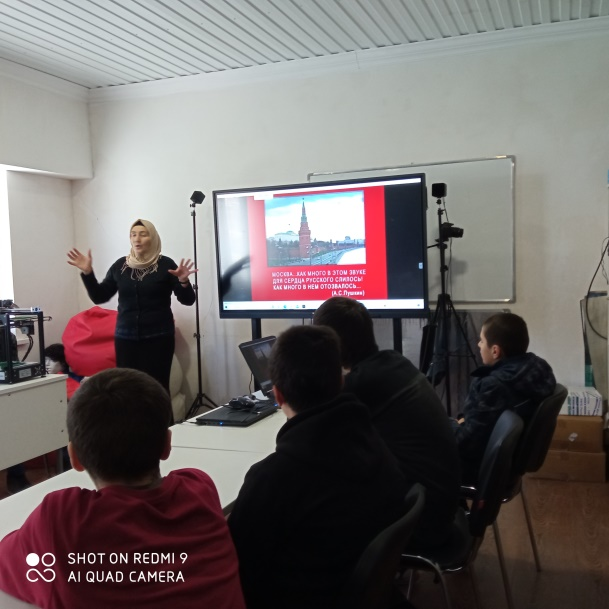 МОСКВА...КАК МНОГО В ЭТОМ ЗВУКЕ
ДЛЯ СЕРДЦА РУССКОГО СЛИЛОСЬ!
КАК МНОГО В НЕМ ОТОЗВАЛОСЬ...
(А.С.Пушкин)
SHOT ON REDMI 9
AI QUAD CAMERA